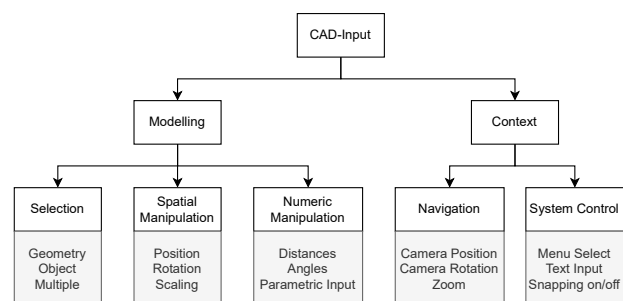 CAD-Input
Modelling
Context
Selection
Spatial
Manipulation
Numeric
Manipulation
Navigation
System Control
Geometry
Object
Multiple
Position
Rotation
Scaling
Distances
Angles
Parametric Input
Camera Position
Camera Rotation
Zoom
Menu Select
Text Input
Snapping on/off